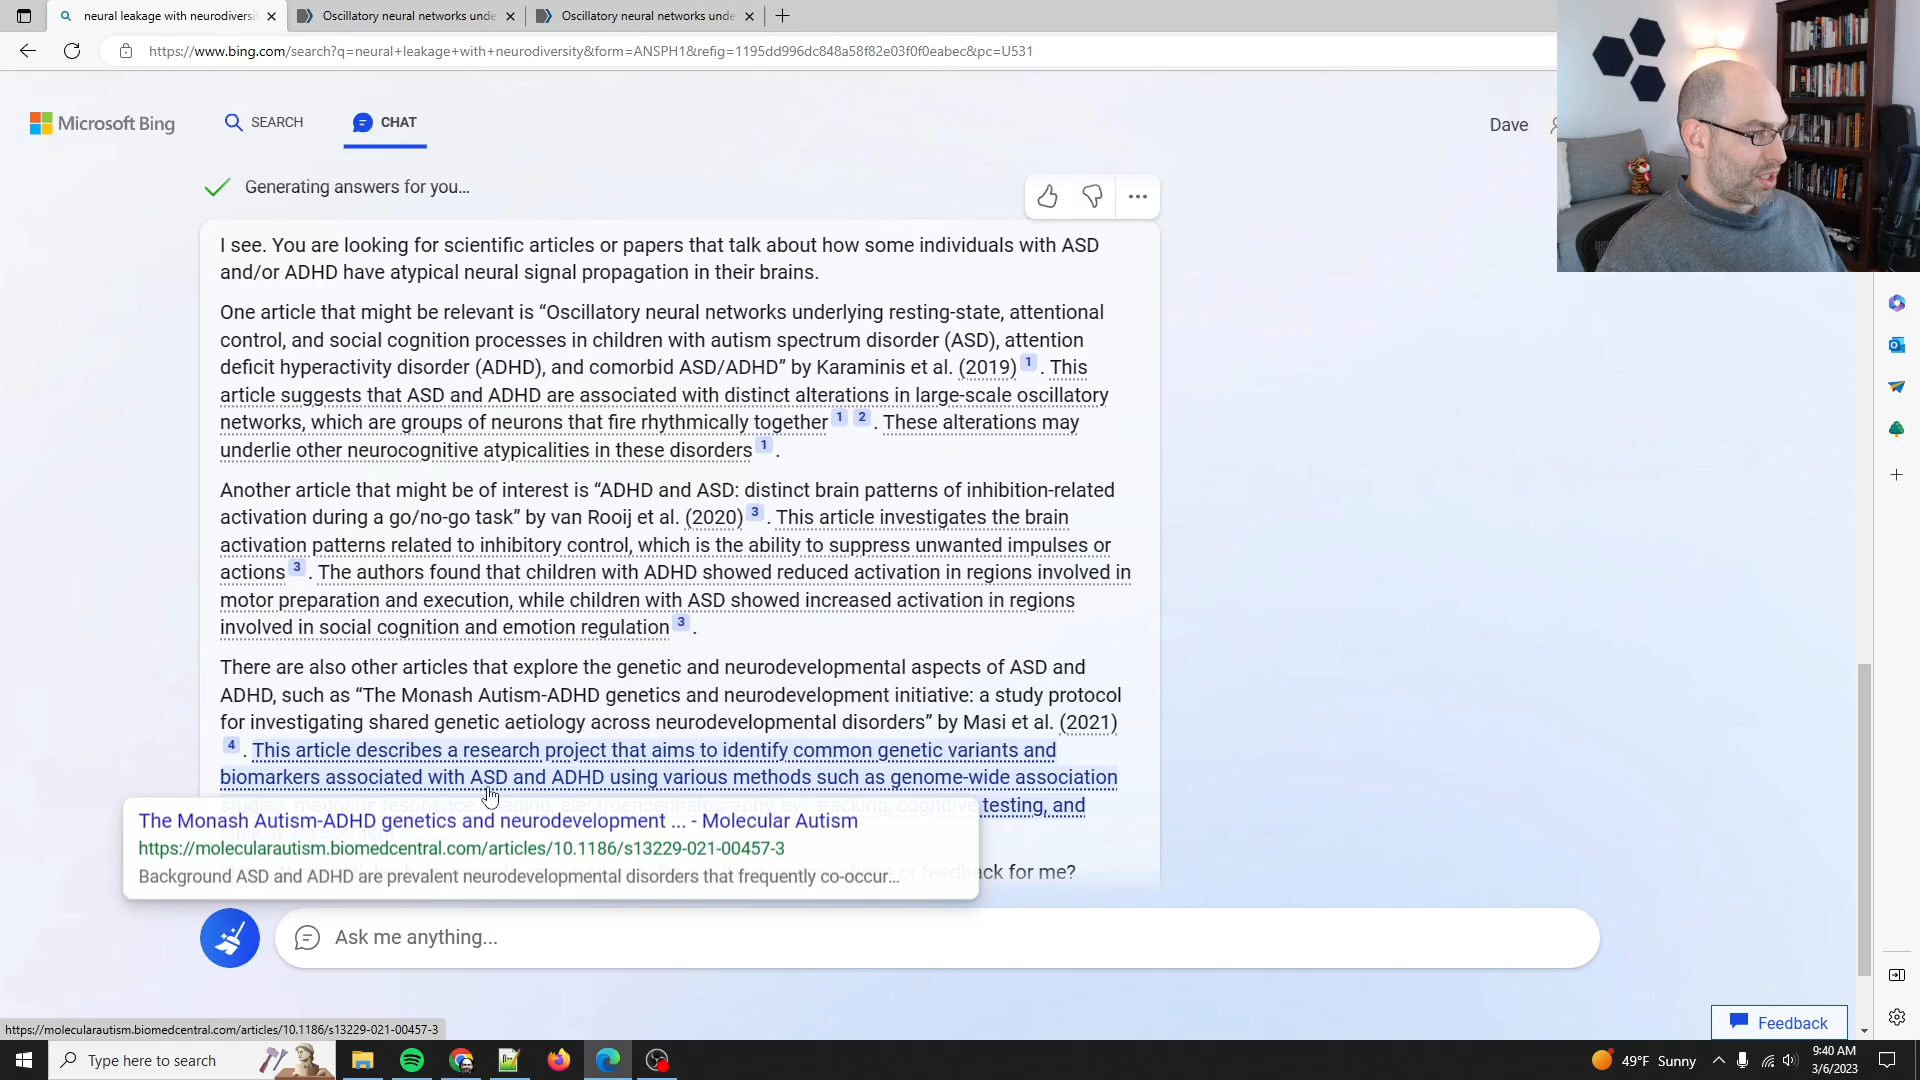 neural leakage with neurodiversi
Oscillatory neural networks unde
Oscillatory neural networks unde
https://www.bing.com/search?q=neural+leakage+with+neurodiversity&form=ANSPH1&refig=1195dd996dc848a58f82e03f0f0eabec&pc=U531
Microsoft Bing
SEARCH
CHAT
Dave
Generating answers for you...
I see. You are looking for scientific articles or papers that talk about how some individuals with ASD
and/or ADHD have atypical neural signal propagation in their brains.
One article that might be relevant is “Oscillatory neural networks underlying resting-state, attentional
control, and social cognition processes in children with autism spectrum disorder (ASD), attention
deficit hyperactivity disorder (ADHD), and comorbid ASD/ADHD” by Karaminis et al. (2019) 1 . This
article suggests that ASD and ADHD are associated with distinct alterations in large-scale oscillatory
networks, which are groups of neurons that fire rhythmically together 1 2 . These alterations may
underlie other neurocognitive atypicalities in these disorders 1 .
Another article that might be of interest is “ADHD and ASD: distinct brain patterns of inhibition-related
activation during a go/no-go task” by van Rooij et al. (2020) 3 . This article investigates the brain
activation patterns related to inhibitory control, which is the ability to suppress unwanted impulses or
actions 3 . The authors found that children with ADHD showed reduced activation in regions involved in
motor preparation and execution, while children with ASD showed increased activation in regions
involved in social cognition and emotion regulation 3 .
There are also other articles that explore the genetic and neurodevelopmental aspects of ASD and
ADHD, such as “The Monash Autism-ADHD genetics and neurodevelopment initiative: a study protocol
for investigating shared genetic aetiology across neurodevelopmental disorders” by Masi et al. (2021)
4 . This article describes a research project that aims to identify common genetic variants and
biomarkers associated with ASD and ADHD using various methods such as genome-wide association
studies, magnetic resonance imaging, electroencephalography, eye tracking, cognitive testing, and
The Monash Autism-ADHD genetics and neurodevelopment ... - Molecular Autism
https://molecularautism.biomedcentral.com/articles/10.1186/s13229-021-00457-3
Background ASD and ADHD are prevalent neurodevelopmental disorders that frequently co-occur...
or feedback for me?
Ask me anything...
https://molecularautism.biomedcentral.com/articles/10.1186/s13229-021-00457-3
Feedback
Type here to search
49°F Sunny
9:40 AM
3/6/2023